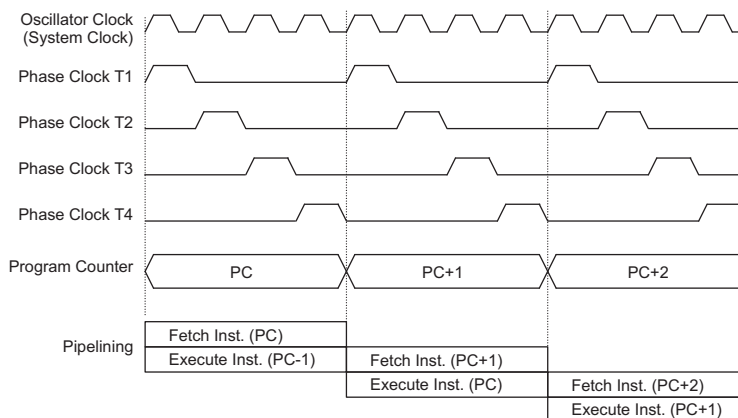 Oscillator Clock
(System Clock)
Phase Clock T1
Phase Clock T2
Phase Clock T3
Phase Clock T4
Program Counter
PC
PC+1
PC+2
Pipelining
Fetch Inst. (PC)
Execute Inst. (PC-1)
Fetch Inst. (PC+1)
Execute Inst. (PC)
Fetch Inst. (PC+2)
Execute Inst. (PC+1)